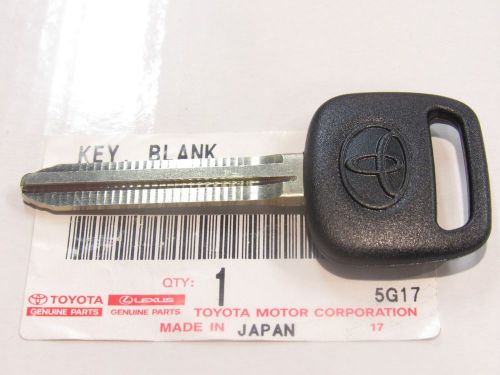 KEY, BLANK
QTY: 1 5G17
TOYOTA LEXUS TOYOTA MOTOR CORPORATION
GENUINE PARTS GENUINE PARTS MADE IN JAPAN 17